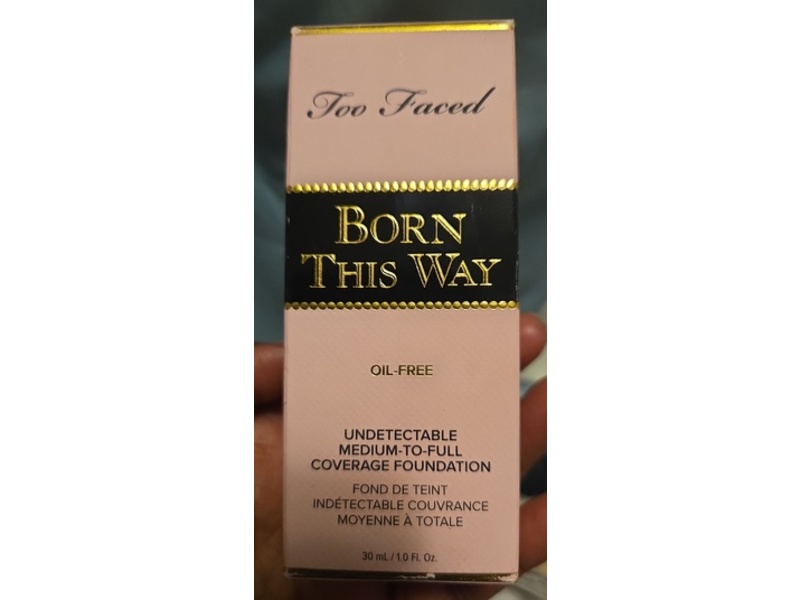 Too Faced
BORN
THIS WAY
OIL-FREE
UNDETECTABLE
MEDIUM-TO-FULL
COVERAGE FOUNDATION
FOND DE TEINT
INDÉTECTABLE COUVRANCE
MOYENNE À TOTALE
30 mL / 1.0 Fl. Oz.